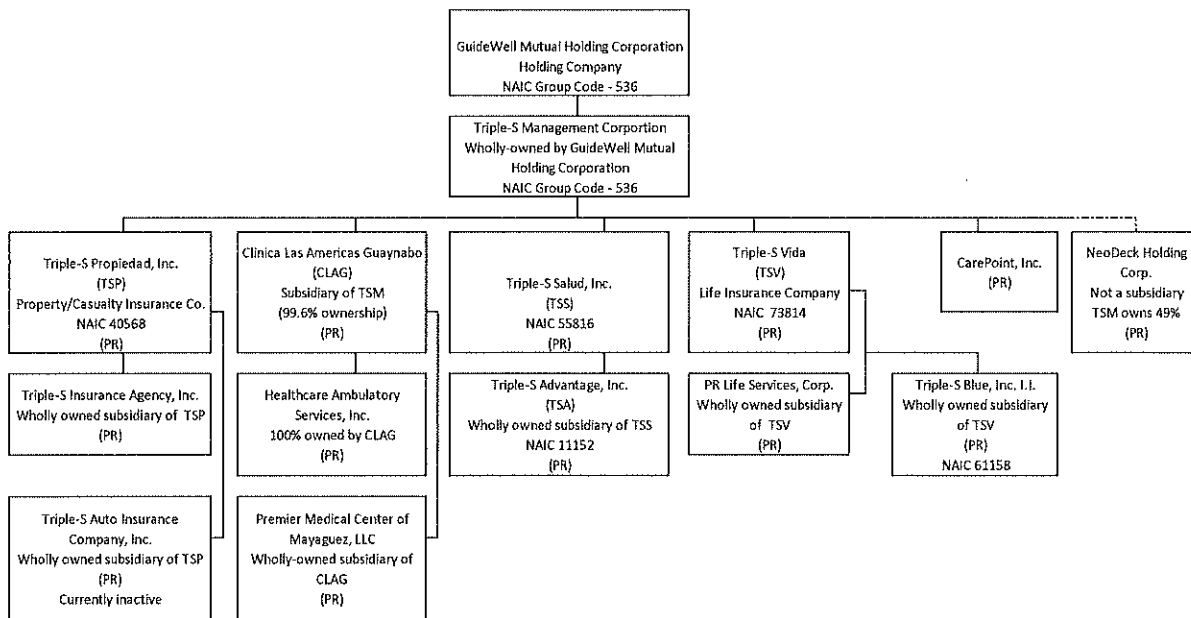 GuideWell Mutual Holding Corporation
Holding Company
NAIC Group Code - 536
Triple-S Management Corportion
Wholly-owned by GuideWell Mutual
Holding Corporation
NAIC Group Code - 536
Triple-S Propiedad, Inc.
(TSP)
Property/Casualty Insurance Co.
NAIC 40568
(PR)
Clinica Las Americas Guaynabo
(CLAG)
Subsidiary of TSM
(99.6% ownership)
(PR)
Triple-S Salud, Inc.
(TSS)
NAIC 55816
(PR)
Triple-S Vida
(TSV)
Life Insurance Company
NAIC 73814
(PR)
CarePoint, Inc.
(PR)
NeoDeck Holding
Corp.
Not a subsidiary
TSM owns 49%
(PR)
Triple-S Insurance Agency, Inc.
Wholly owned subsidiary of TSP
(PR)
Healthcare Ambulatory
Services, Inc.
100% owned by CLAG
(PR)
Triple-S Advantage, Inc.
(TSA)
Wholly owned subsidiary of TSS
NAIC 11152
(PR)
PR Life Services, Corp.
Wholly owned subsidiary
of TSV
(PR)
Triple-S Blue, Inc. I.I.
Wholly owned subsidiary
of TSV
(PR)
NAIC 61158
Triple-S Auto Insurance
Company, Inc.
Wholly owned subsidiary of TSP
(PR)
Currently inactive
Premier Medical Center of
Mayaguez, LLC
Wholly-owned subsidiary of
CLAG
(PR)